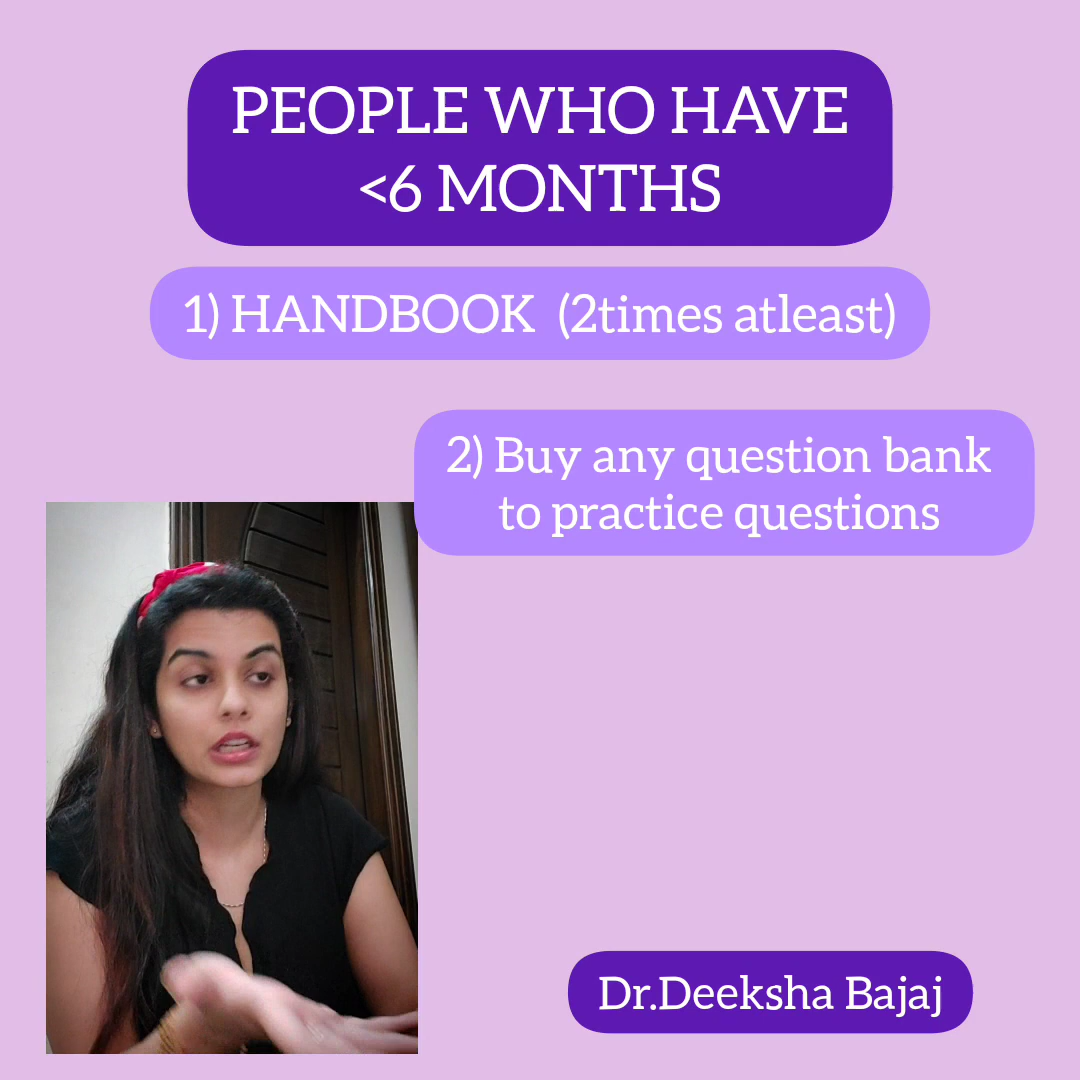 PEOPLE WHO HAVE
<6 MONTHS
1) HANDBOOK (2times atleast)
2) Buy any question bank
to practice questions
Dr.Deeksha Bajaj